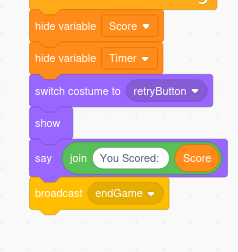 hide variable Score
hide variable Timer
switch costume to retryButton
show
say join You Scored: Score
broadcast endGame